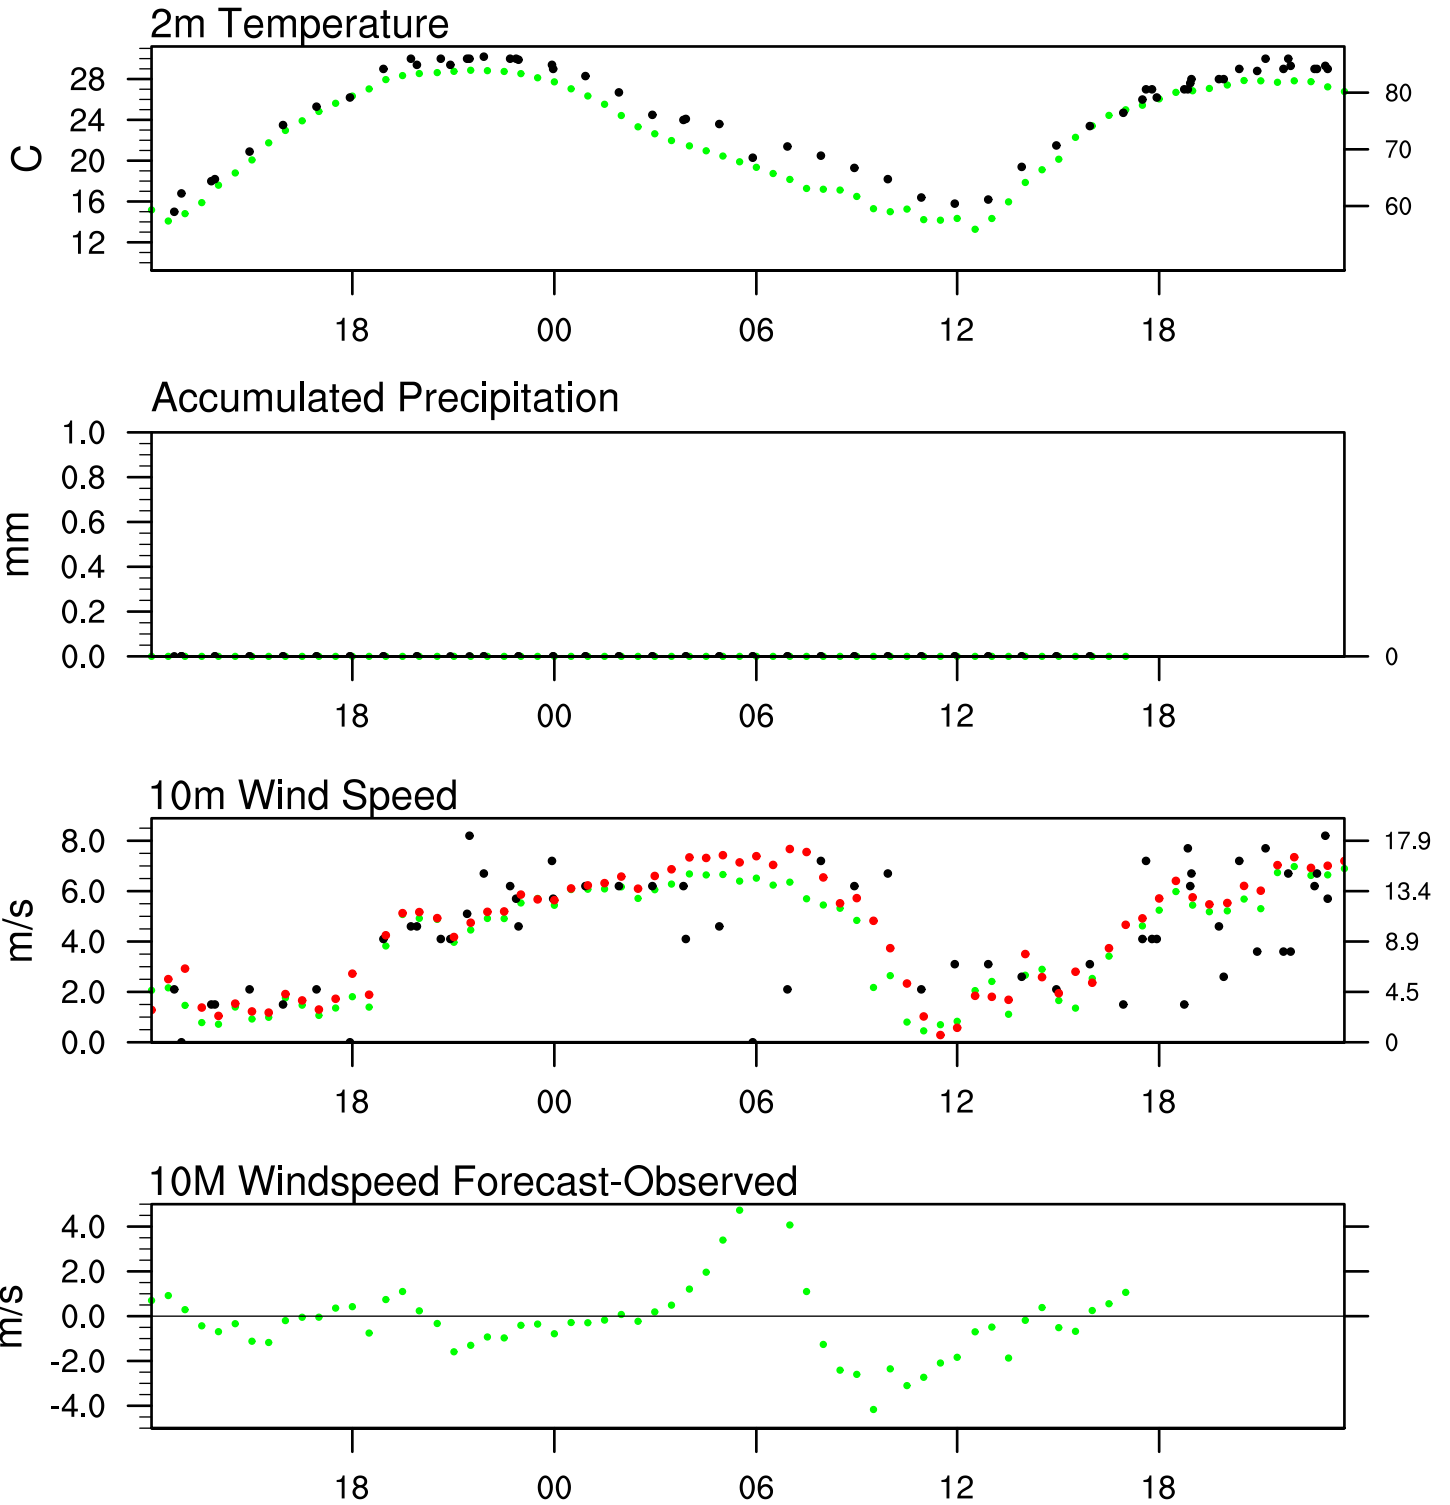 2m Temperature
C
28
24
20
16
12
80
70
60
18 00 06 12 18
Accumulated Precipitation
mm
1.0
0.8
0.6
0.4
0.2
0.0
0
18 00 06 12 18
10m Wind Speed
m/s
8.0
6.0
4.0
2.0
0.0
17.9
13.4
8.9
4.5
0
18 00 06 12 18
10M Windspeed Forecast-Observed
m/s
4.0
2.0
0.0
-2.0
-4.0
18 00 06 12 18